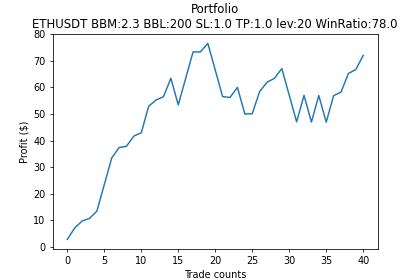 Portfolio
ETHUSDT BBM:2.3 BBL:200 SL:1.0 TP:1.0 lev:20 WinRatio:78.0
80
70
60
50
40
30
20
10
0
Profit ($)
0 5 10 15 20 25 30 35 40
Trade counts